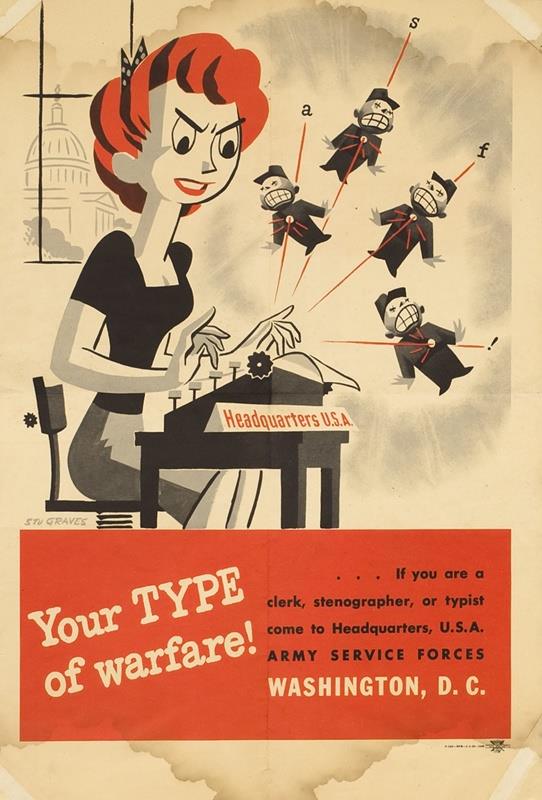 s
a
f
!
Headquarters U.S.A.
STU GRAVES
Your TYPE
of warfare!
. . . If you are a
clerk, stenographer, or typist
come to Headquarters, U.S.A.
ARMY SERVICE FORCES
WASHINGTON, D. C.